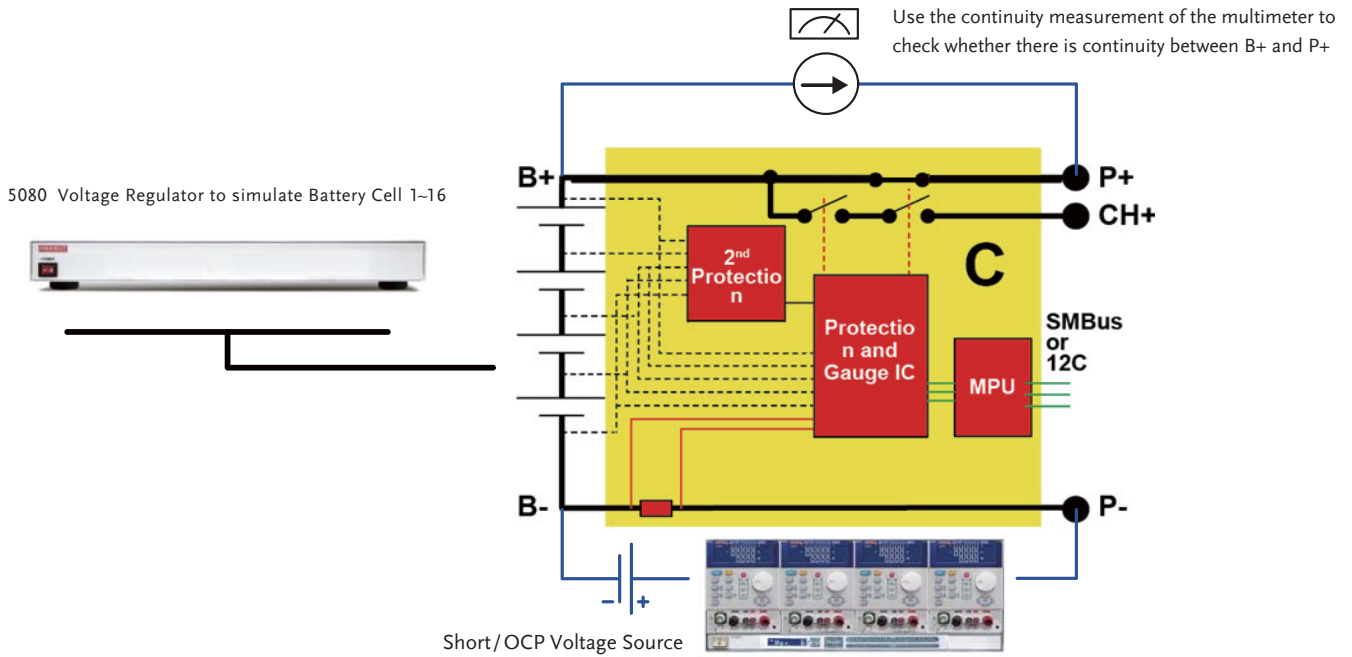 Use the continuity measurement of the multimeter to
check whether there is continuity between B+ and P+
5080 Voltage Regulator to simulate Battery Cell 1~16
B+
P+
CH+
C
2nd
Protectio
n
Protectio
n and
Gauge IC
MPU
SMBus
or
12C
B-
P-
- +
Short / OCP Voltage Source